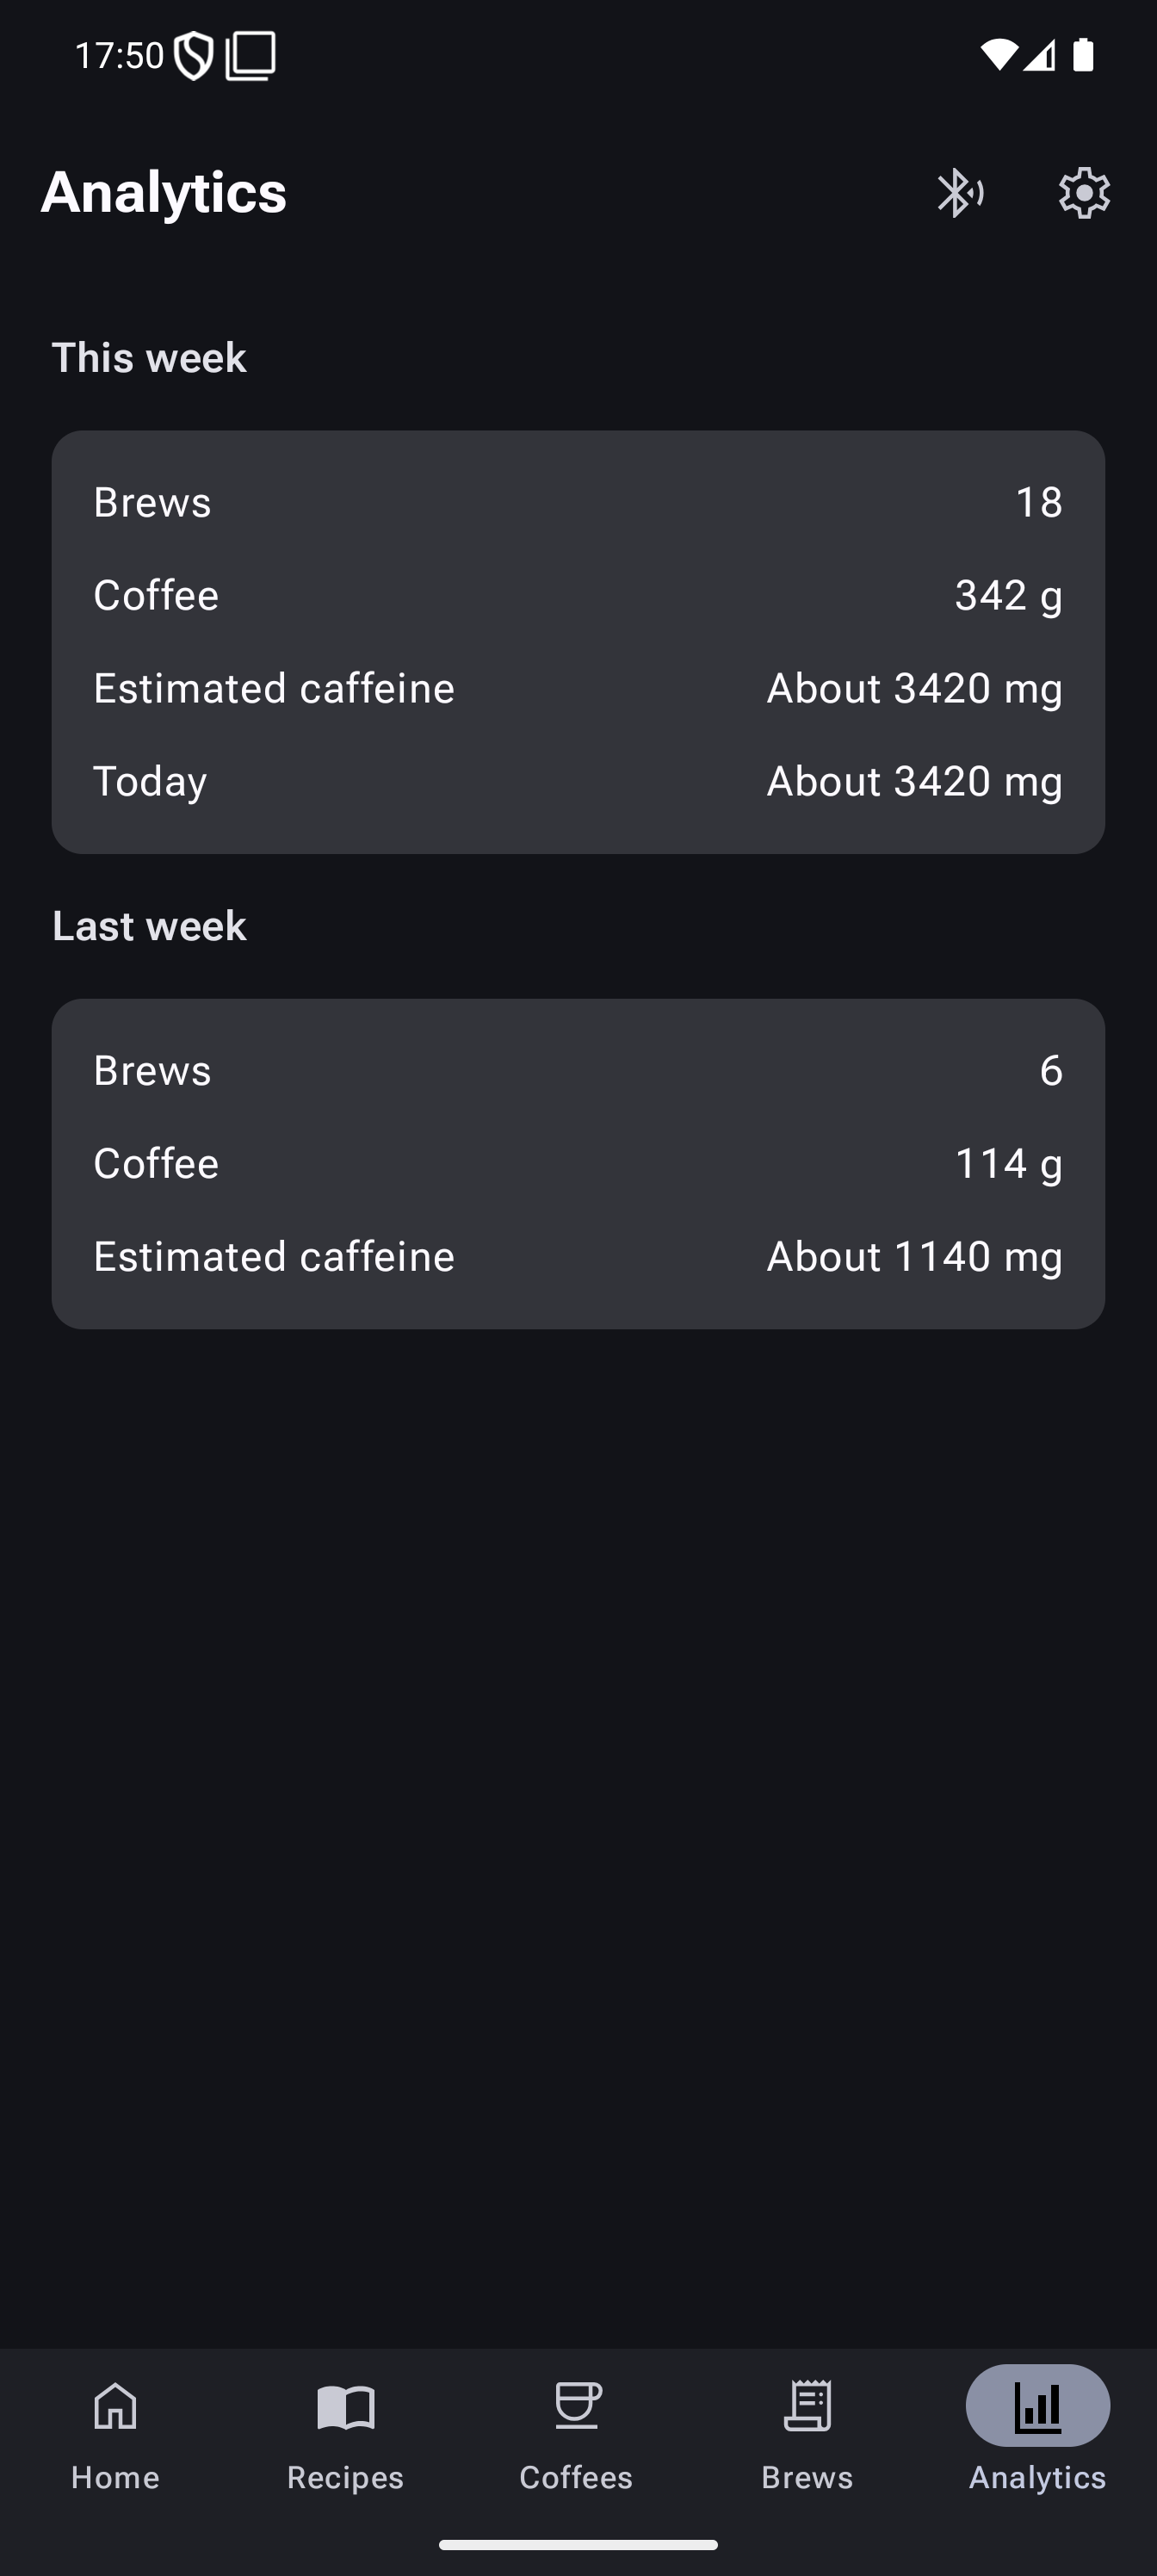 17:50
Analytics
This week
Brews 18
Coffee 342 g
Estimated caffeine About 3420 mg
Today About 3420 mg
Last week
Brews 6
Coffee 114 g
Estimated caffeine About 1140 mg
Home Recipes Coffees Brews Analytics